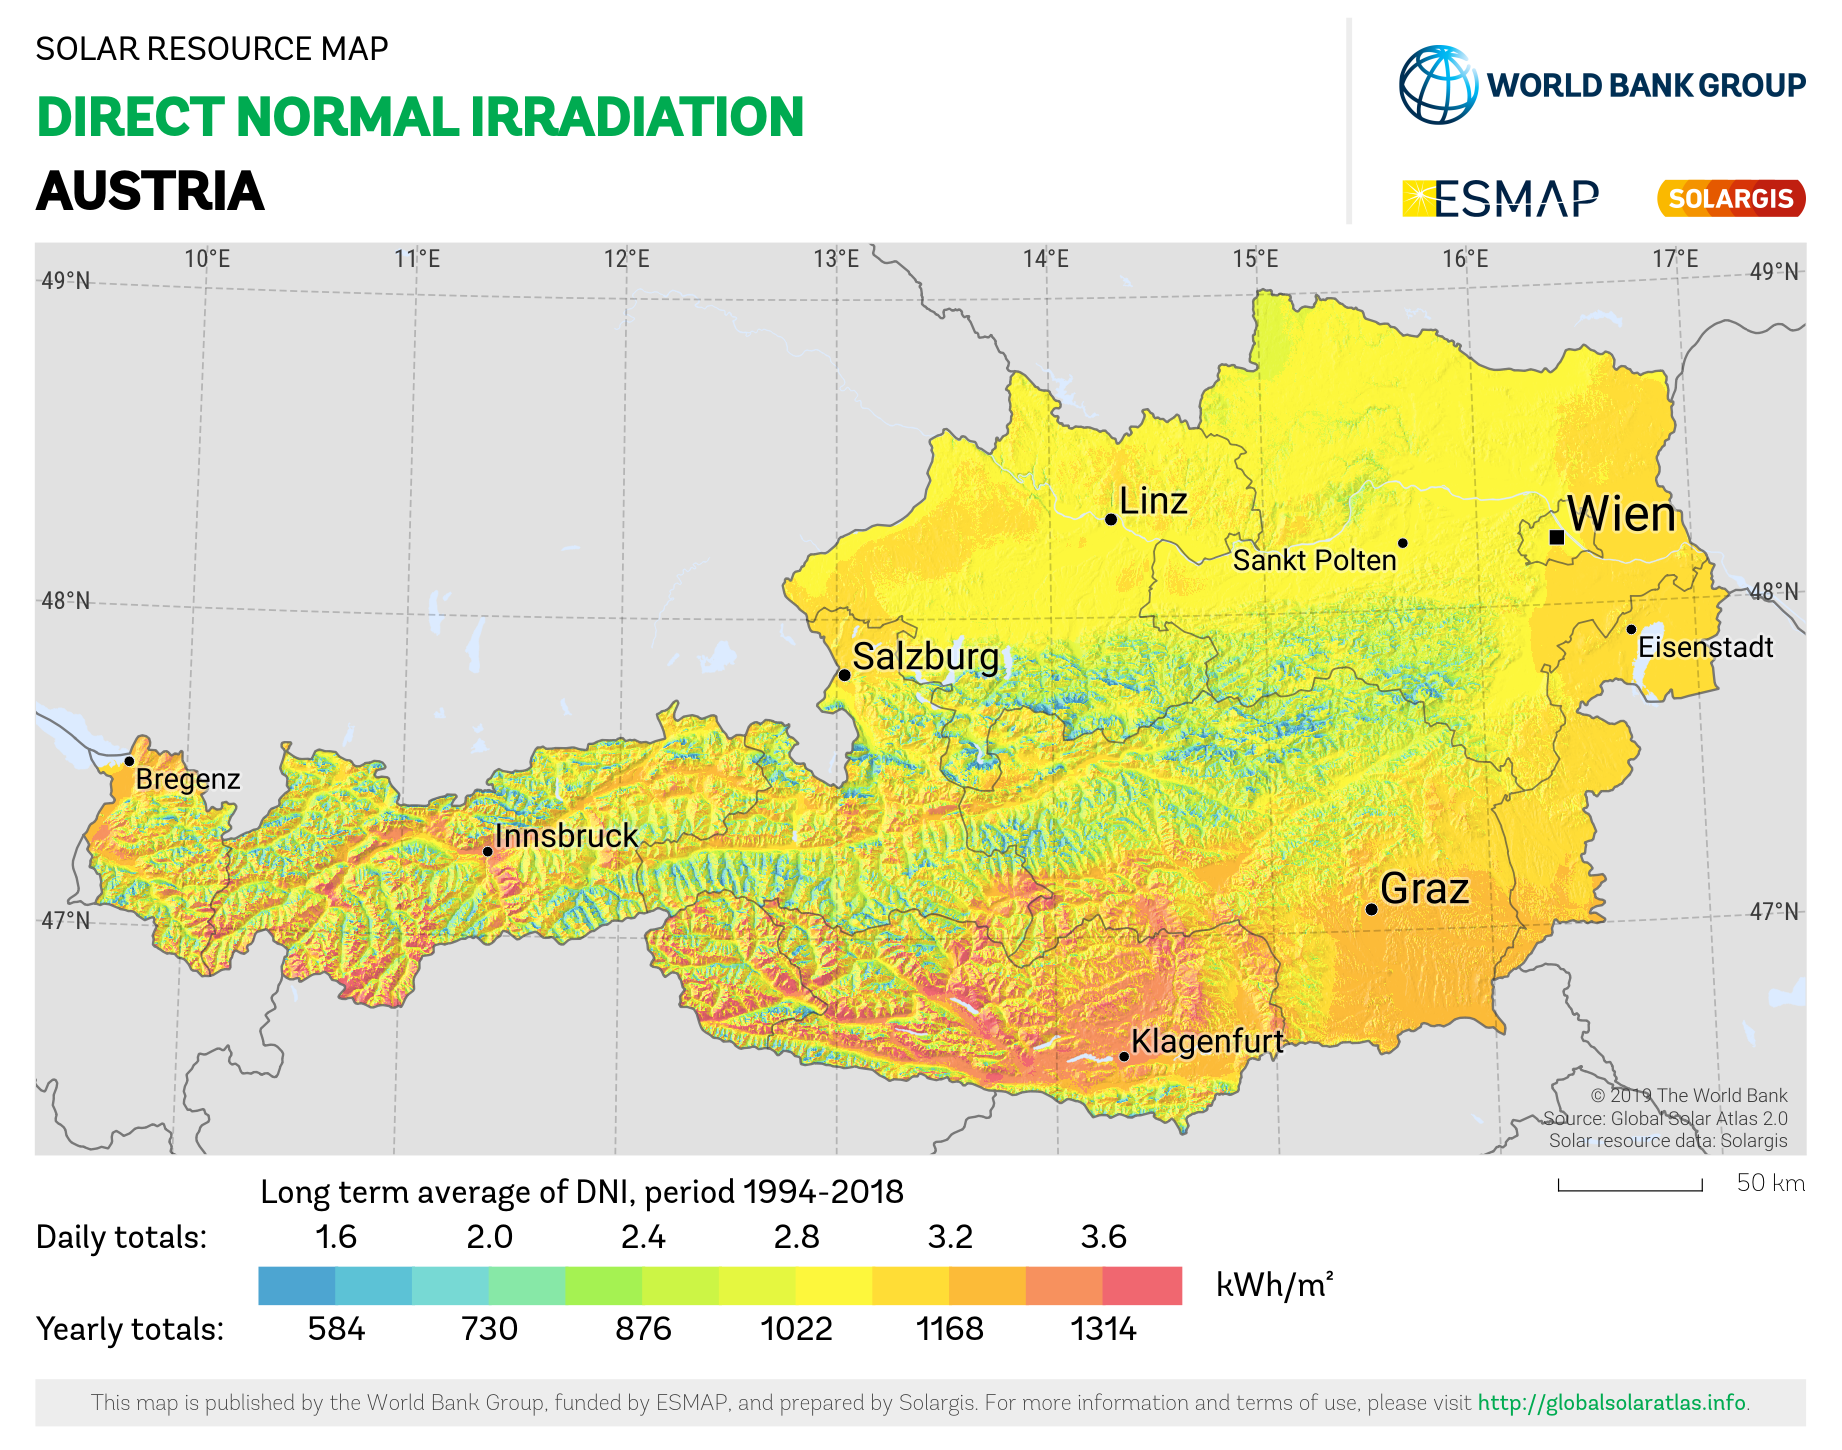 SOLAR RESOURCE MAP
DIRECT NORMAL IRRADIATION
AUSTRIA
WORLD BANK GROUP
ESMAP
SOLARGIS
10°E 11°E 12°E 13°E 14°E 15°E 16°E 17°E
49°N 49°N
Linz
Wien
Sankt Polten
48°N 48°N
Eisenstadt
Salzburg
Bregenz
Innsbruck
Graz
47°N 47°N
Klagenfurt
© 2019 The World Bank
Source: Global Solar Atlas 2.0
Solar resource data: Solargis
50 km
Long term average of DNI, period 1994-2018
Daily totals: 1.6 2.0 2.4 2.8 3.2 3.6
kWh/m²
Yearly totals: 584 730 876 1022 1168 1314
This map is published by the World Bank Group, funded by ESMAP, and prepared by Solargis. For more information and terms of use, please visit http://globalsolaratlas.info.